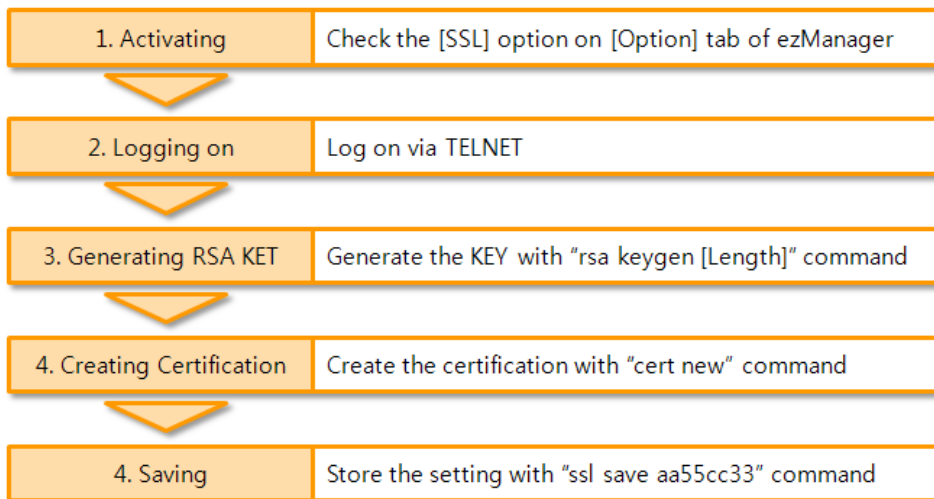 1. Activating
Check the [SSL] option on [Option] tab of ezManager
2. Logging on
Log on via TELNET
3. Generating RSA KET
Generate the KEY with “rsa keygen [Length]” command
4. Creating Certification
Create the certification with “cert new” command
4. Saving
Store the setting with “ssl save aa55cc33” command